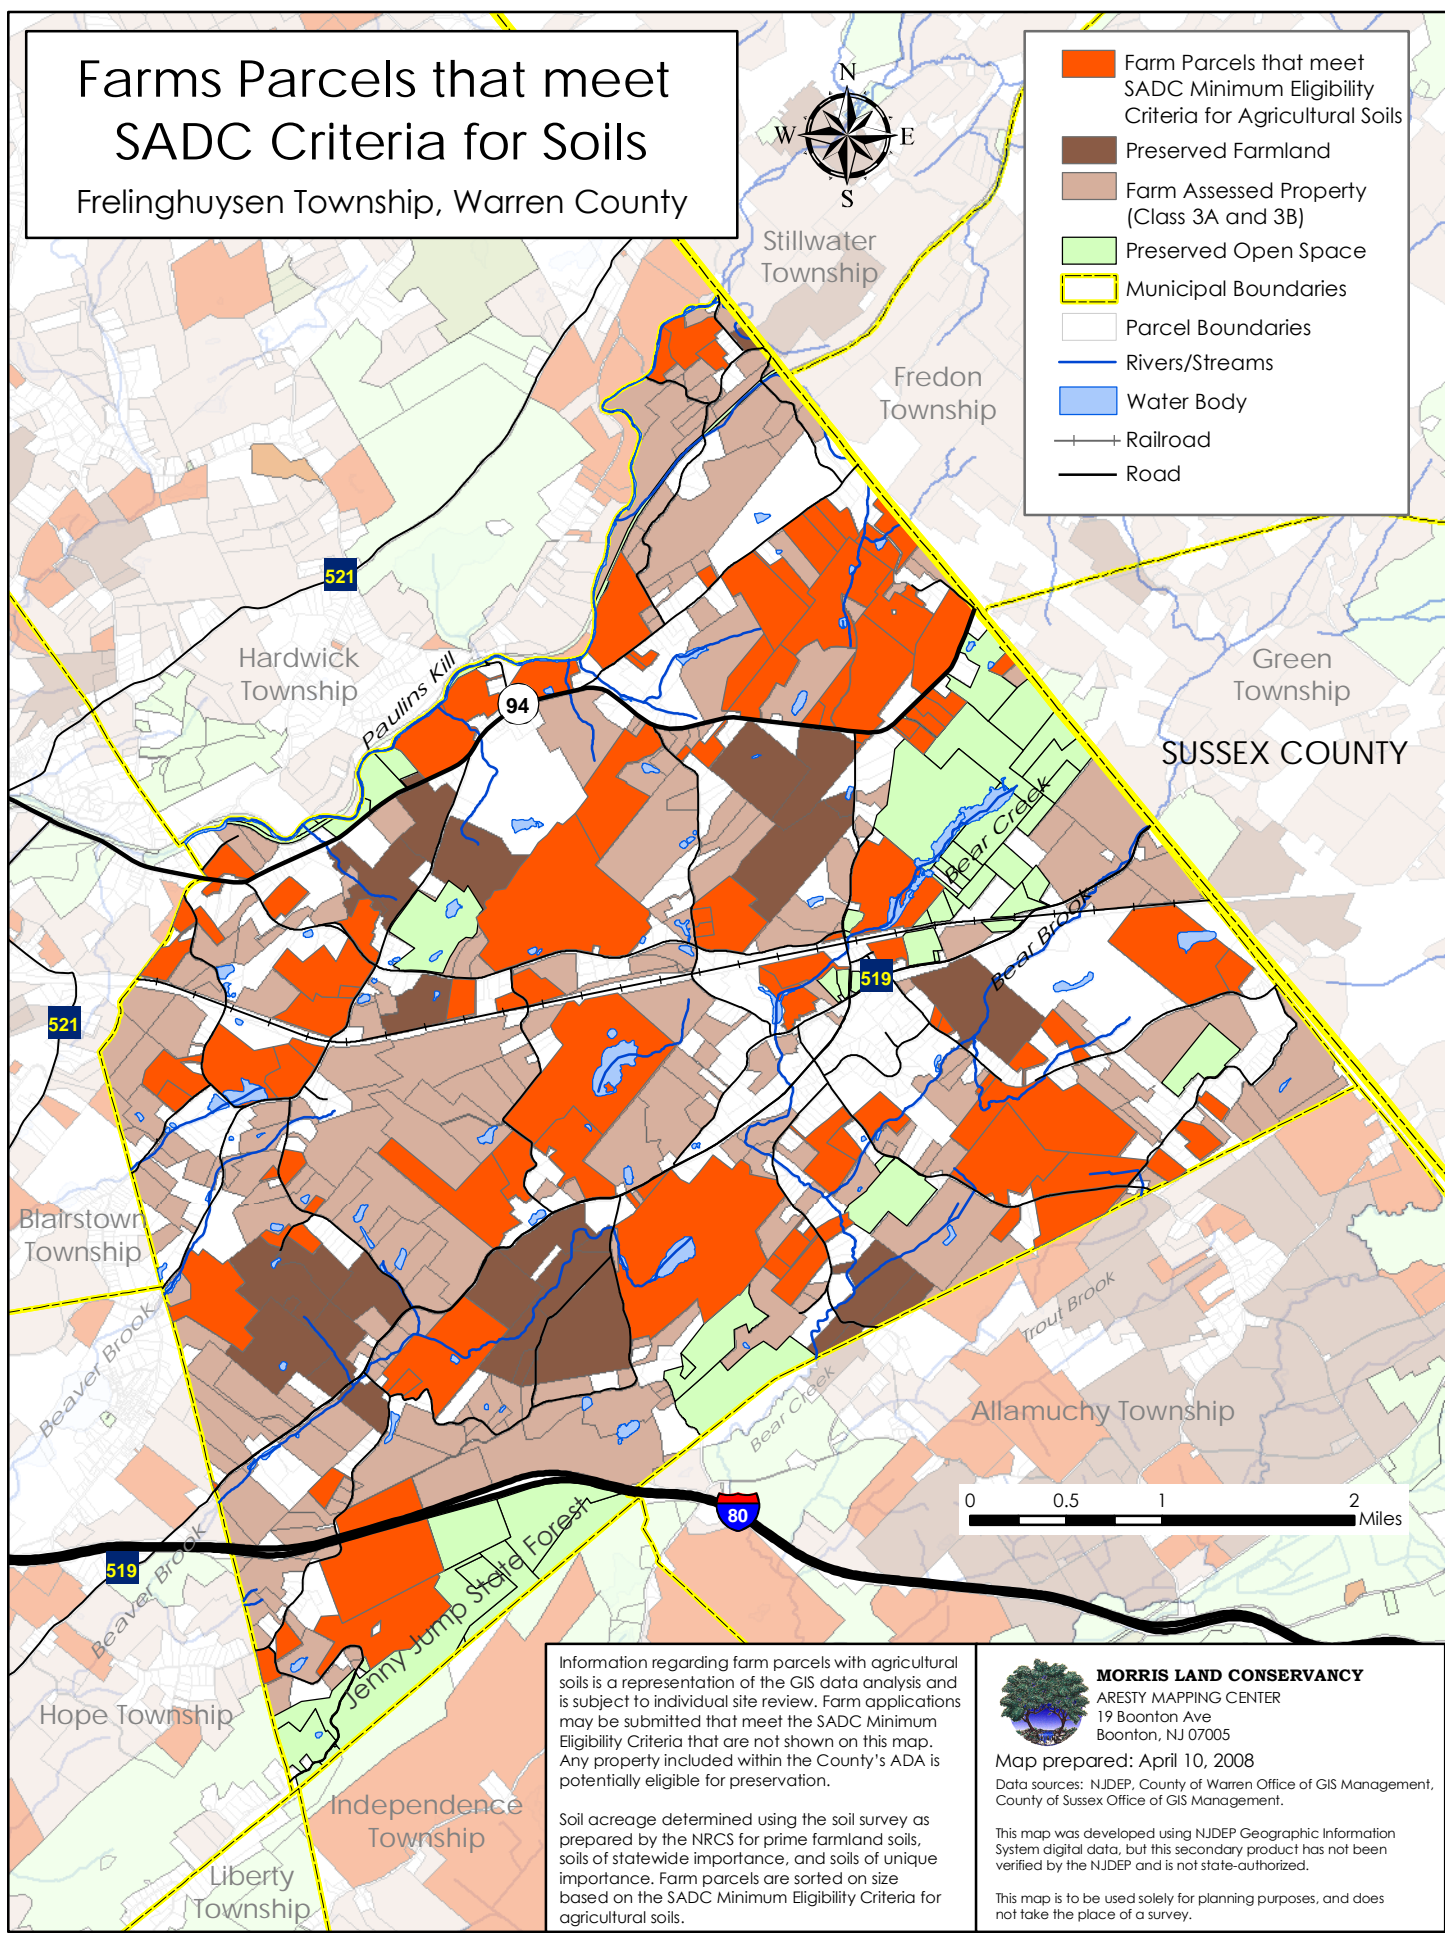 Farms Parcels that meet
SADC Criteria for Soils
Frelinghuysen Township, Warren County
N
W
E
S
Farm Parcels that meet
SADC Minimum Eligibility
Criteria for Agricultural Soils
Preserved Farmland
Farm Assessed Property
(Class 3A and 3B)
Preserved Open Space
Municipal Boundaries
Parcel Boundaries
Rivers/Streams
Water Body
Railroad
Road
Stillwater
Township
Fredon
Township
521
Hardwick
Township
Paulins Kill
94
Green
Township
SUSSEX COUNTY
Bear Creek
Bear Brook
519
521
Blairstown
Township
Beaver Brook
Trout Brook
Bear Creek
Allamuchy Township
0
0.5
1
2
Miles
80
519
Beaver Brook
Jenny Jump State Forest
Hope Township
Independence
Township
Liberty
Township
Information regarding farm parcels with agricultural
soils is a representation of the GIS data analysis and
is subject to individual site review. Farm applications
may be submitted that meet the SADC Minimum
Eligibility Criteria that are not shown on this map.
Any property included within the County's ADA is
potentially eligible for preservation.
Soil acreage determined using the soil survey as
prepared by the NRCS for prime farmland soils,
soils of statewide importance, and soils of unique
importance. Farm parcels are sorted on size
based on the SADC Minimum Eligibility Criteria for
agricultural soils.
MORRIS LAND CONSERVANCY
ARESTY MAPPING CENTER
19 Boonton Ave
Boonton, NJ 07005
Map prepared: April 10, 2008
Data sources: NJDEP, County of Warren Office of GIS Management,
County of Sussex Office of GIS Management.
This map was developed using NJDEP Geographic Information
System digital data, but this secondary product has not been
verified by the NJDEP and is not state-authorized.
This map is to be used solely for planning purposes, and does
not take the place of a survey.